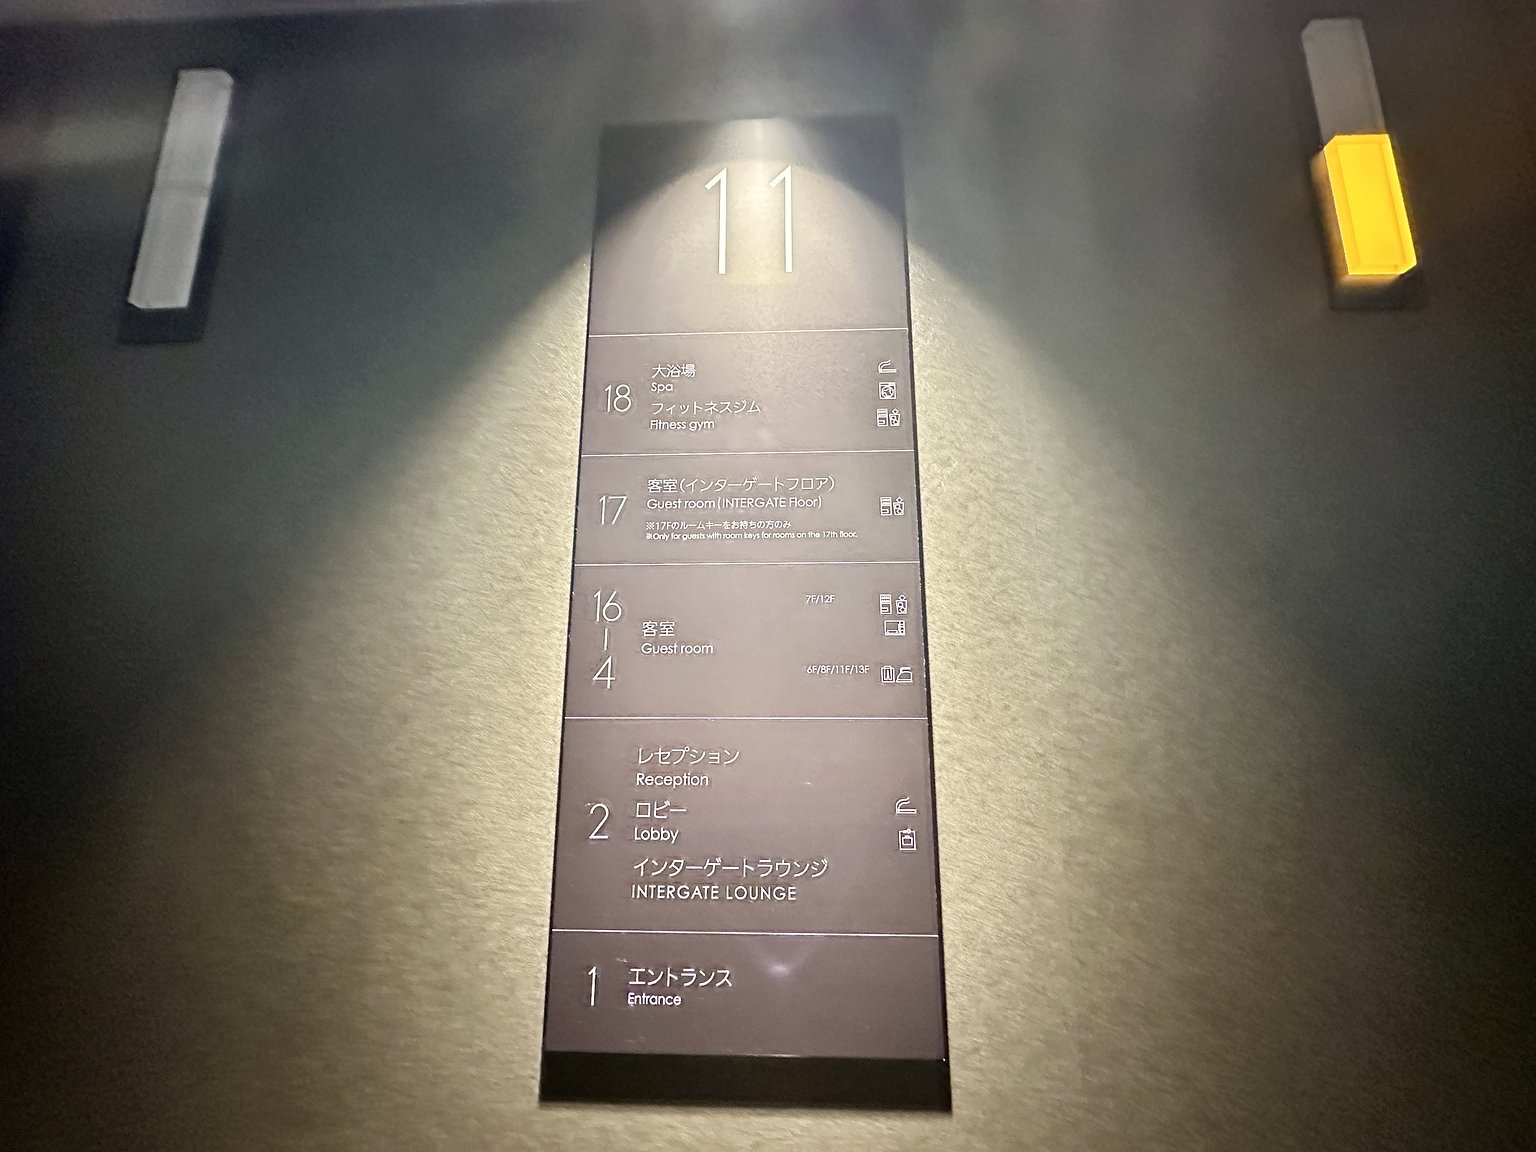 11
18
大浴場
Spa
フィットネスジム
Fitness gym
17
客室(インターゲートフロア)
Guest room (INTERGATE Floor)
※17Fのルームキーをお持ちの方のみ
※Only for guests with room keys for rooms on the 17th floor.
16
|
4
客室
Guest room
7F/12F
6F/8F/11F/13F
2
レセプション
Reception
ロビー
Lobby
インターゲートラウンジ
INTERGATE LOUNGE
1
エントランス
Entrance